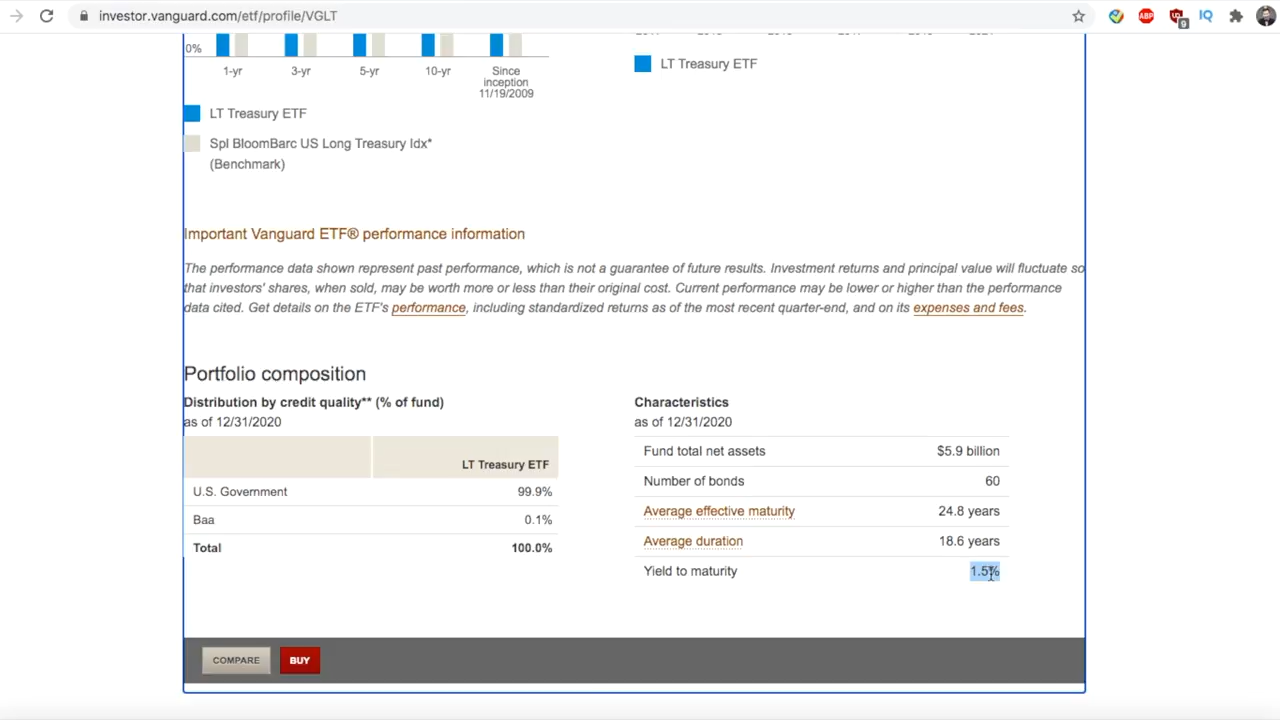 investor.vanguard.com/etf/profile/VGLT
ABP
9
IQ
0%
1-yr
3-yr
5-yr
10-yr
Since
inception
11/19/2009
LT Treasury ETF
Spl BloomBarc US Long Treasury Idx*
(Benchmark)
LT Treasury ETF
Important Vanguard ETF® performance information
The performance data shown represent past performance, which is not a guarantee of future results. Investment returns and principal value will fluctuate so
that investors' shares, when sold, may be worth more or less than their original cost. Current performance may be lower or higher than the performance
data cited. Get details on the ETF's performance, including standardized returns as of the most recent quarter-end, and on its expenses and fees.
Portfolio composition
Distribution by credit quality** (% of fund)
as of 12/31/2020
LT Treasury ETF
U.S. Government 99.9%
Baa 0.1%
Total 100.0%
Characteristics
as of 12/31/2020
Fund total net assets $5.9 billion
Number of bonds 60
Average effective maturity 24.8 years
Average duration 18.6 years
Yield to maturity 1.5%
COMPARE
BUY